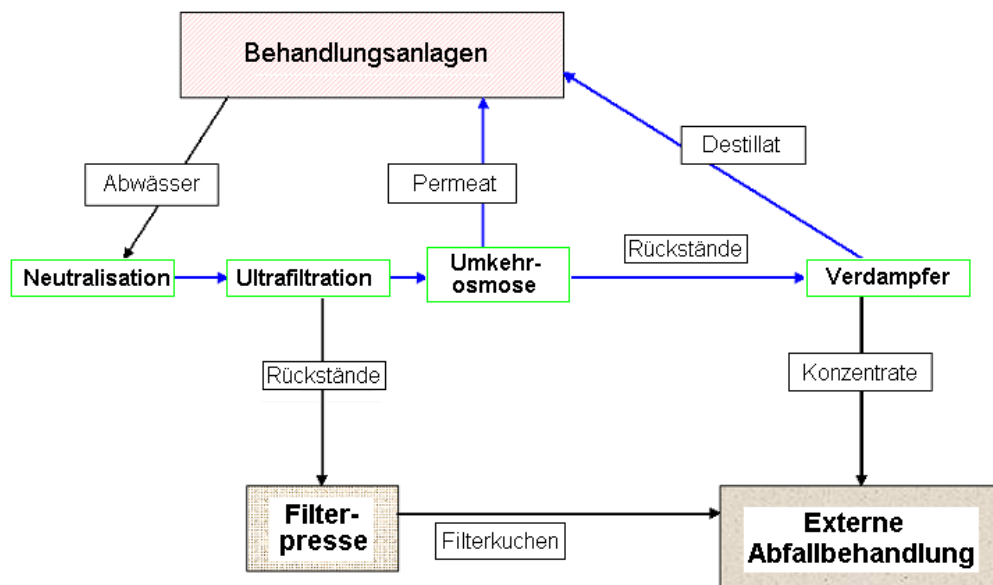 Behandlungsanlagen
Destillat
Abwässer
Permeat
Rückstände
Neutralisation
Ultrafiltration
Umkehr-
osmose
Verdampfer
Rückstände
Konzentrate
Filter-
presse
Filterkuchen
Externe
Abfallbehandlung